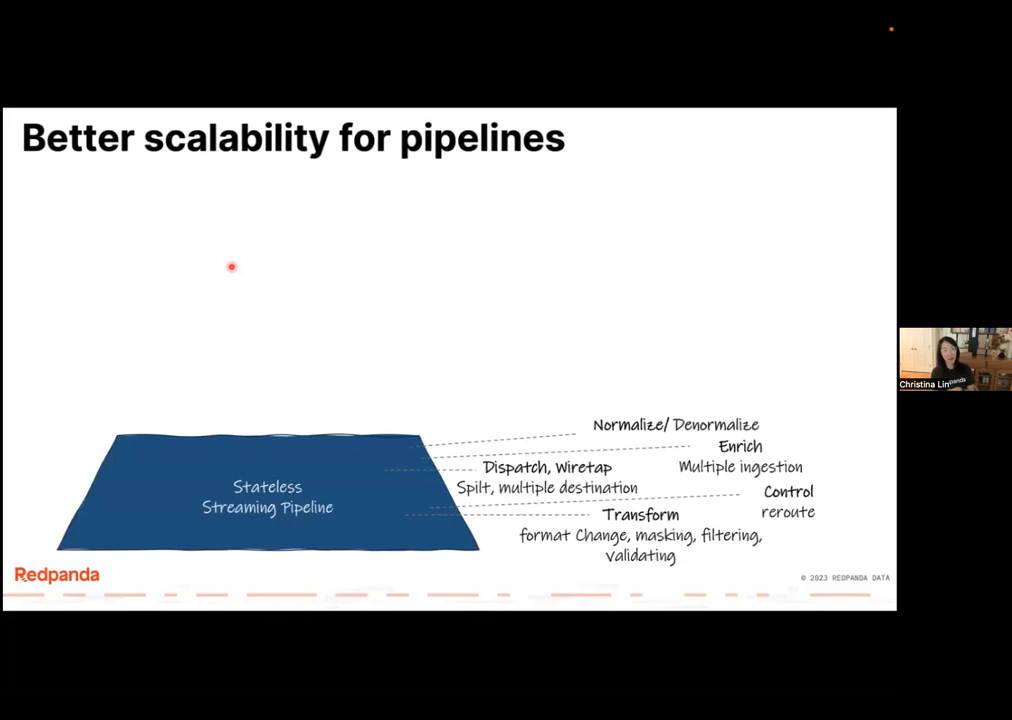 Better scalability for pipelines
Normalize/ Denormalize
Enrich
Multiple ingestion
Dispatch, Wiretap
Spilt, multiple destination
Control
reroute
Transform
format Change, masking, filtering,
validating
Stateless
Streaming Pipeline
Redpanda
© 2023 REDPANDA DATA
Christina Lin
panda